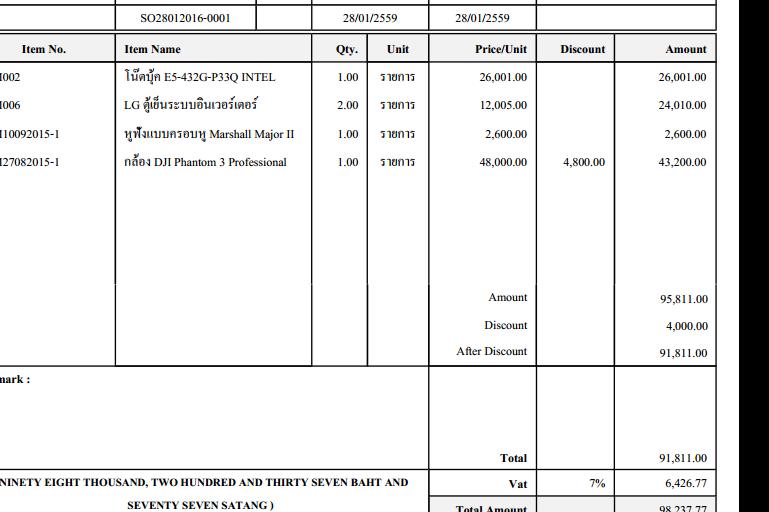 SO28012016-0001 28/01/2559 28/01/2559
Item No. Item Name Qty. Unit Price/Unit Discount Amount
I002 โน๊ตบุ้ค E5-432G-P33Q INTEL 1.00 รายการ 26,001.00 26,001.00
I006 LG ตู้เย็นระบบอินเวอร์เตอร์ 2.00 รายการ 12,005.00 24,010.00
I10092015-1 หูฟังแบบครอบหู Marshall Major II 1.00 รายการ 2,600.00 2,600.00
I27082015-1 กล้อง DJI Phantom 3 Professional 1.00 รายการ 48,000.00 4,800.00 43,200.00
Amount 95,811.00
Discount 4,000.00
After Discount 91,811.00
mark :
Total 91,811.00
NINETY EIGHT THOUSAND, TWO HUNDRED AND THIRTY SEVEN BAHT AND
Vat 7% 6,426.77
SEVENTY SEVEN SATANG )
Total Amount 98,237.77